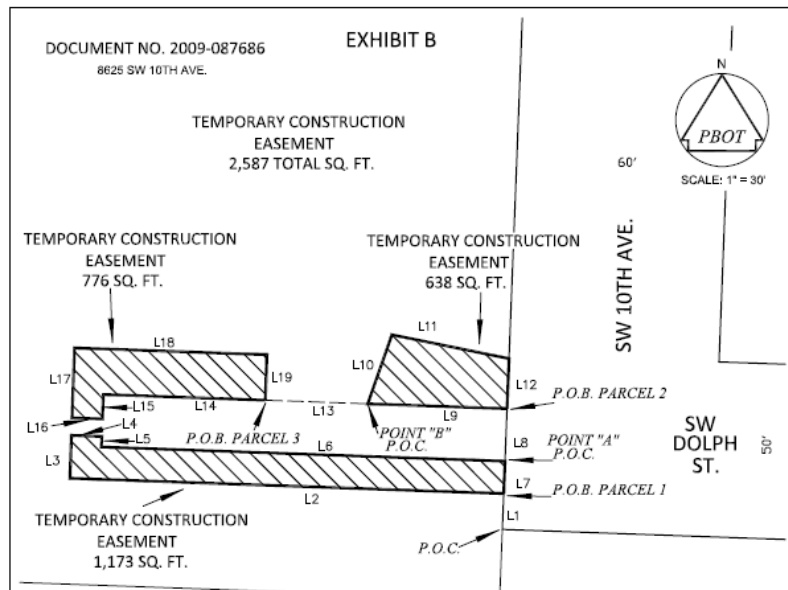 EXHIBIT B
DOCUMENT NO. 2009-087686
8625 SW 10TH AVE.
N
PBOT
SCALE: 1" = 30'
TEMPORARY CONSTRUCTION
EASEMENT
2,587 TOTAL SQ. FT.
60'
SW 10TH AVE.
TEMPORARY CONSTRUCTION
EASEMENT
776 SQ. FT.
TEMPORARY CONSTRUCTION
EASEMENT
638 SQ. FT.
L18
L11
L17
L19
L10
L12
L15
L14
L13
L9
P.O.B. PARCEL 2
L16
L4
L5
P.O.B. PARCEL 3
L6
POINT "B"
P.O.C.
L8
POINT "A"
P.O.C.
SW
DOLPH
ST.
50'
L3
L2
L7
P.O.B. PARCEL 1
L1
P.O.C.
TEMPORARY CONSTRUCTION
EASEMENT
1,173 SQ. FT.